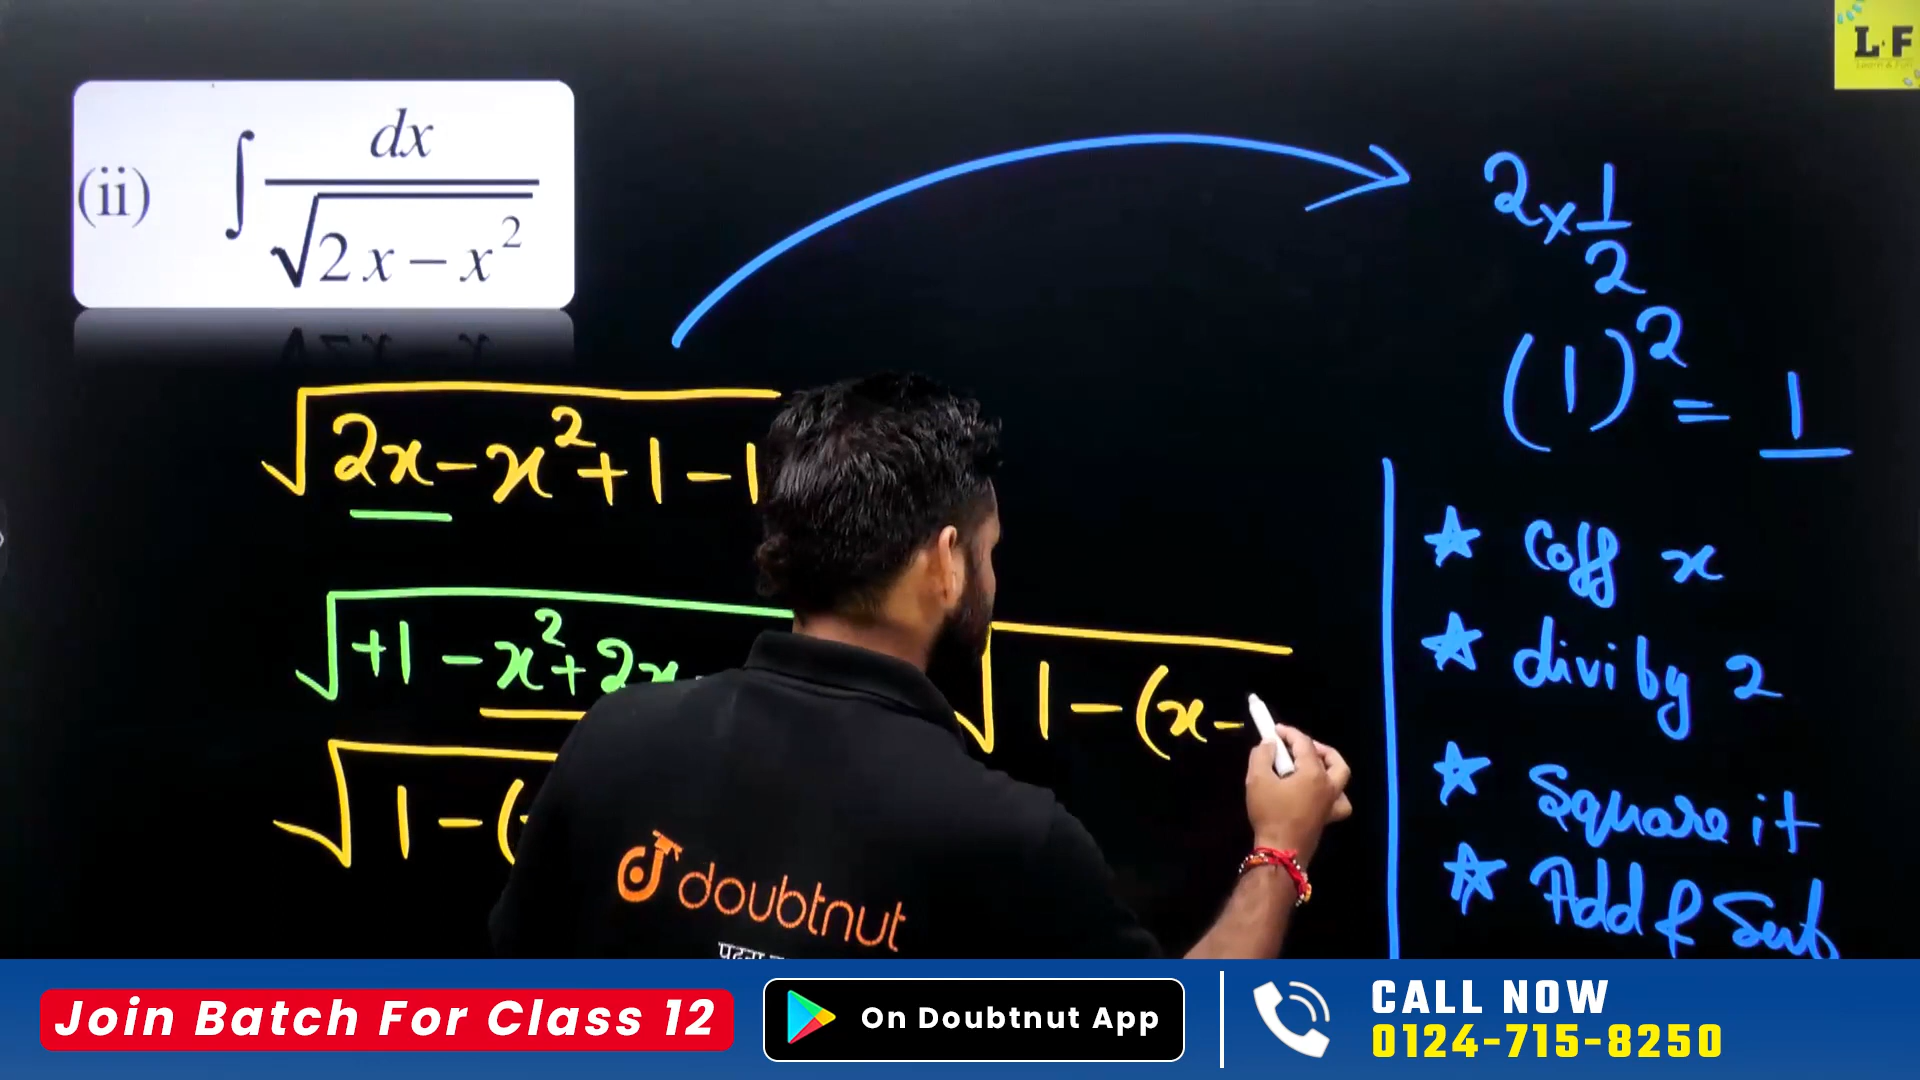 L·F
Learn & Fun
(ii) ∫ dx / √(2x − x²)
2 × 1/2
(1)² = 1
√2x − x² + 1 − 1
√+1 − x² + 2x
√1 − (
√1 − (x −
★ Coff x
★ divi by 2
★ Square it
★ Add & Sub
doubtnut
Join Batch For Class 12
On Doubtnut App
CALL NOW
0124-715-8250